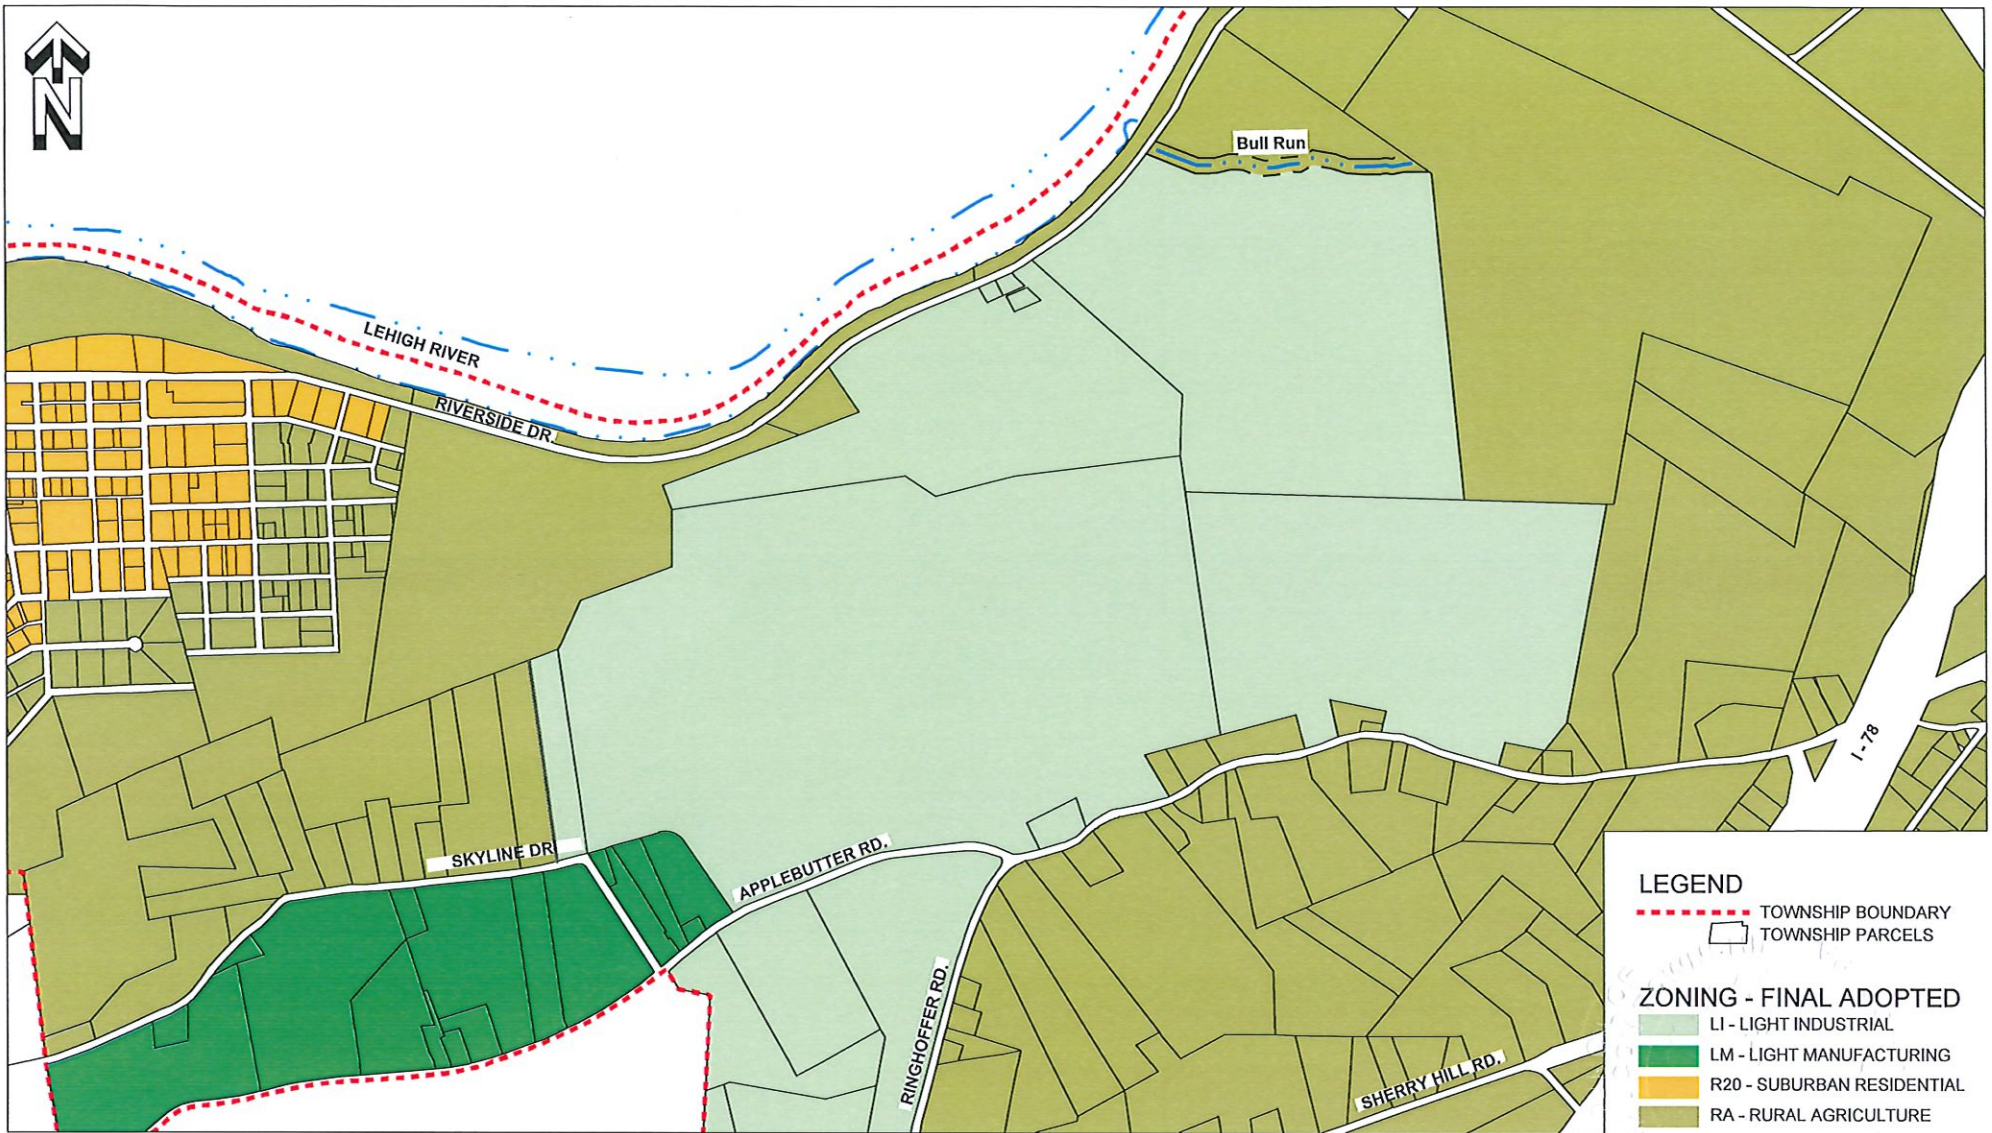 N
Bull Run
LEHIGH RIVER
RIVERSIDE DR.
I - 78
SKYLINE DR
APPLEBUTTER RD.
RINGHOFFER RD.
SHERRY HILL RD.
LEGEND
TOWNSHIP BOUNDARY
TOWNSHIP PARCELS
ZONING - FINAL ADOPTED
LI - LIGHT INDUSTRIAL
LM - LIGHT MANUFACTURING
R20 - SUBURBAN RESIDENTIAL
RA - RURAL AGRICULTURE